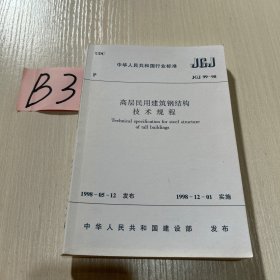 B3
UDC
中华人民共和国行业标准
JGJ
P
JGJ 99-98
高层民用建筑钢结构
技术规程
Technical specification for steel structure
of tall buildings
1998-05-12 发布
1998-12-01 实施
中华人民共和国建设部 发布